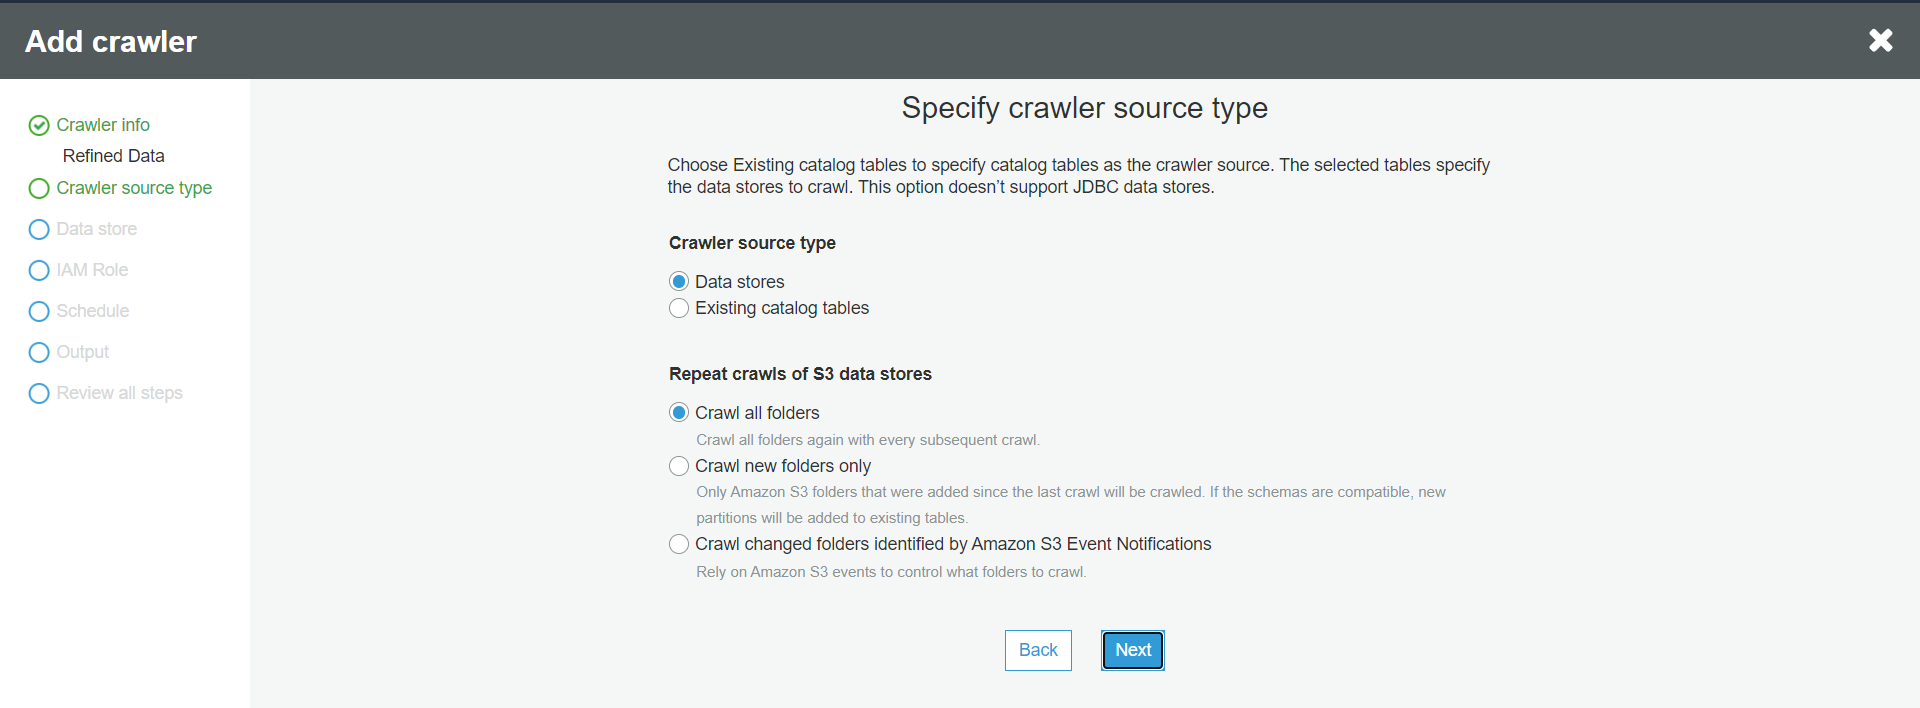 Add crawler
Crawler info
Refined Data
Crawler source type
Data store
IAM Role
Schedule
Output
Review all steps
Specify crawler source type
Choose Existing catalog tables to specify catalog tables as the crawler source. The selected tables specify
the data stores to crawl. This option doesn’t support JDBC data stores.
Crawler source type
Data stores
Existing catalog tables
Repeat crawls of S3 data stores
Crawl all folders
Crawl all folders again with every subsequent crawl.
Crawl new folders only
Only Amazon S3 folders that were added since the last crawl will be crawled. If the schemas are compatible, new
partitions will be added to existing tables.
Crawl changed folders identified by Amazon S3 Event Notifications
Rely on Amazon S3 events to control what folders to crawl.
Back
Next